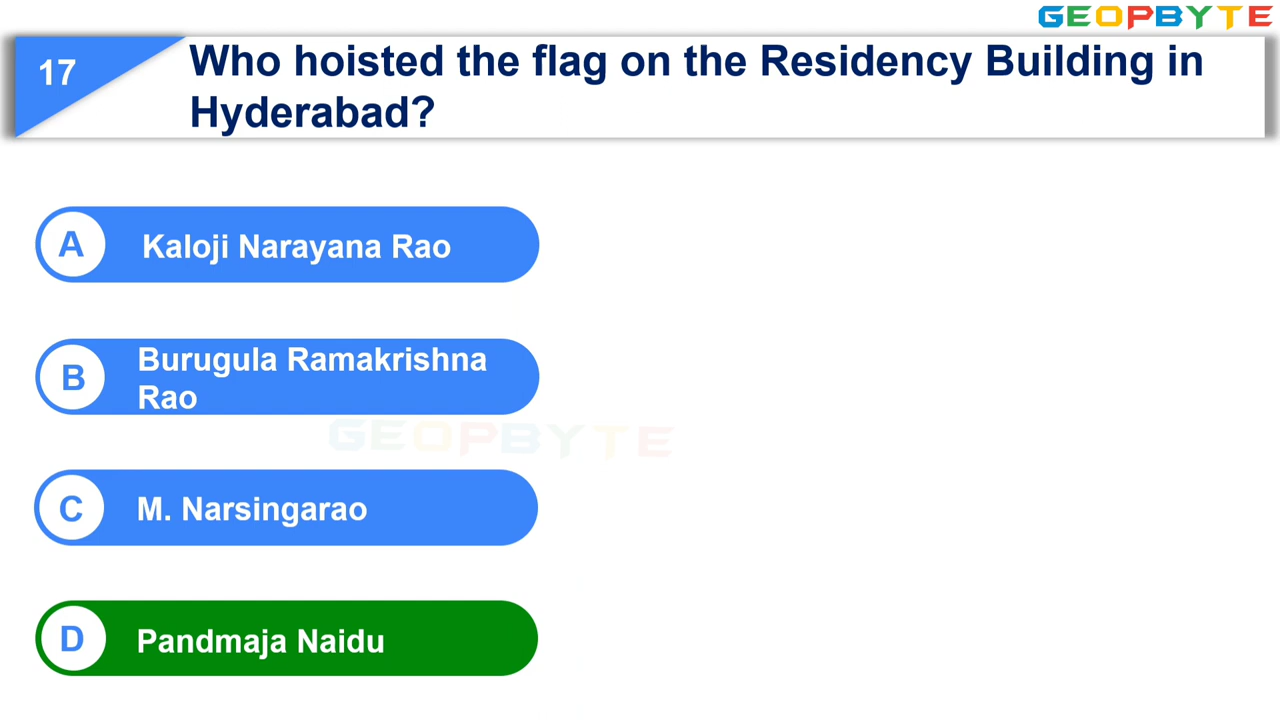 GEOPBYTE
17
Who hoisted the flag on the Residency Building in
Hyderabad?
A
Kaloji Narayana Rao
B
Burugula Ramakrishna
Rao
GEOPBYTE
C
M. Narsingarao
D
Pandmaja Naidu